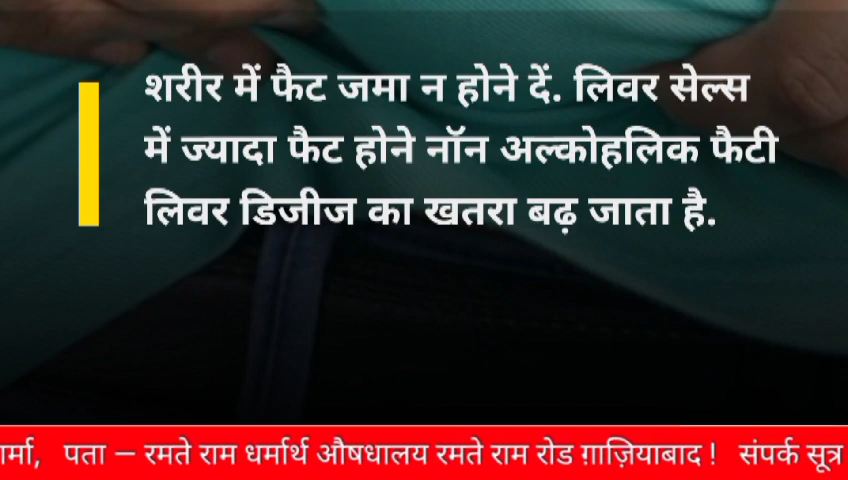 शरीर में फैट जमा न होने दें. लिवर सेल्स
में ज्यादा फैट होने नॉन अल्कोहलिक फैटी
लिवर डिजीज का खतरा बढ़ जाता है.
पता – रमते राम धर्मार्थ औषधालय रमते राम रोड ग़ाज़ियाबाद ! संपर्क सूत्र